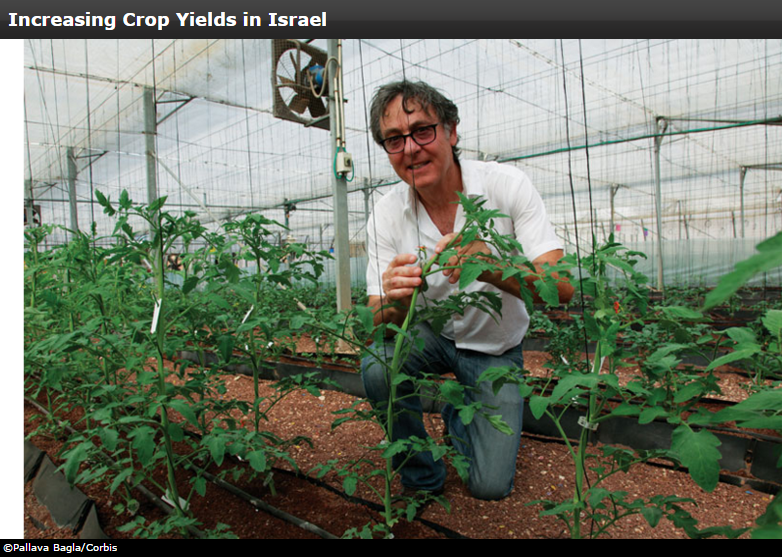 Increasing Crop Yields in Israel
©Pallava Bagla/Corbis